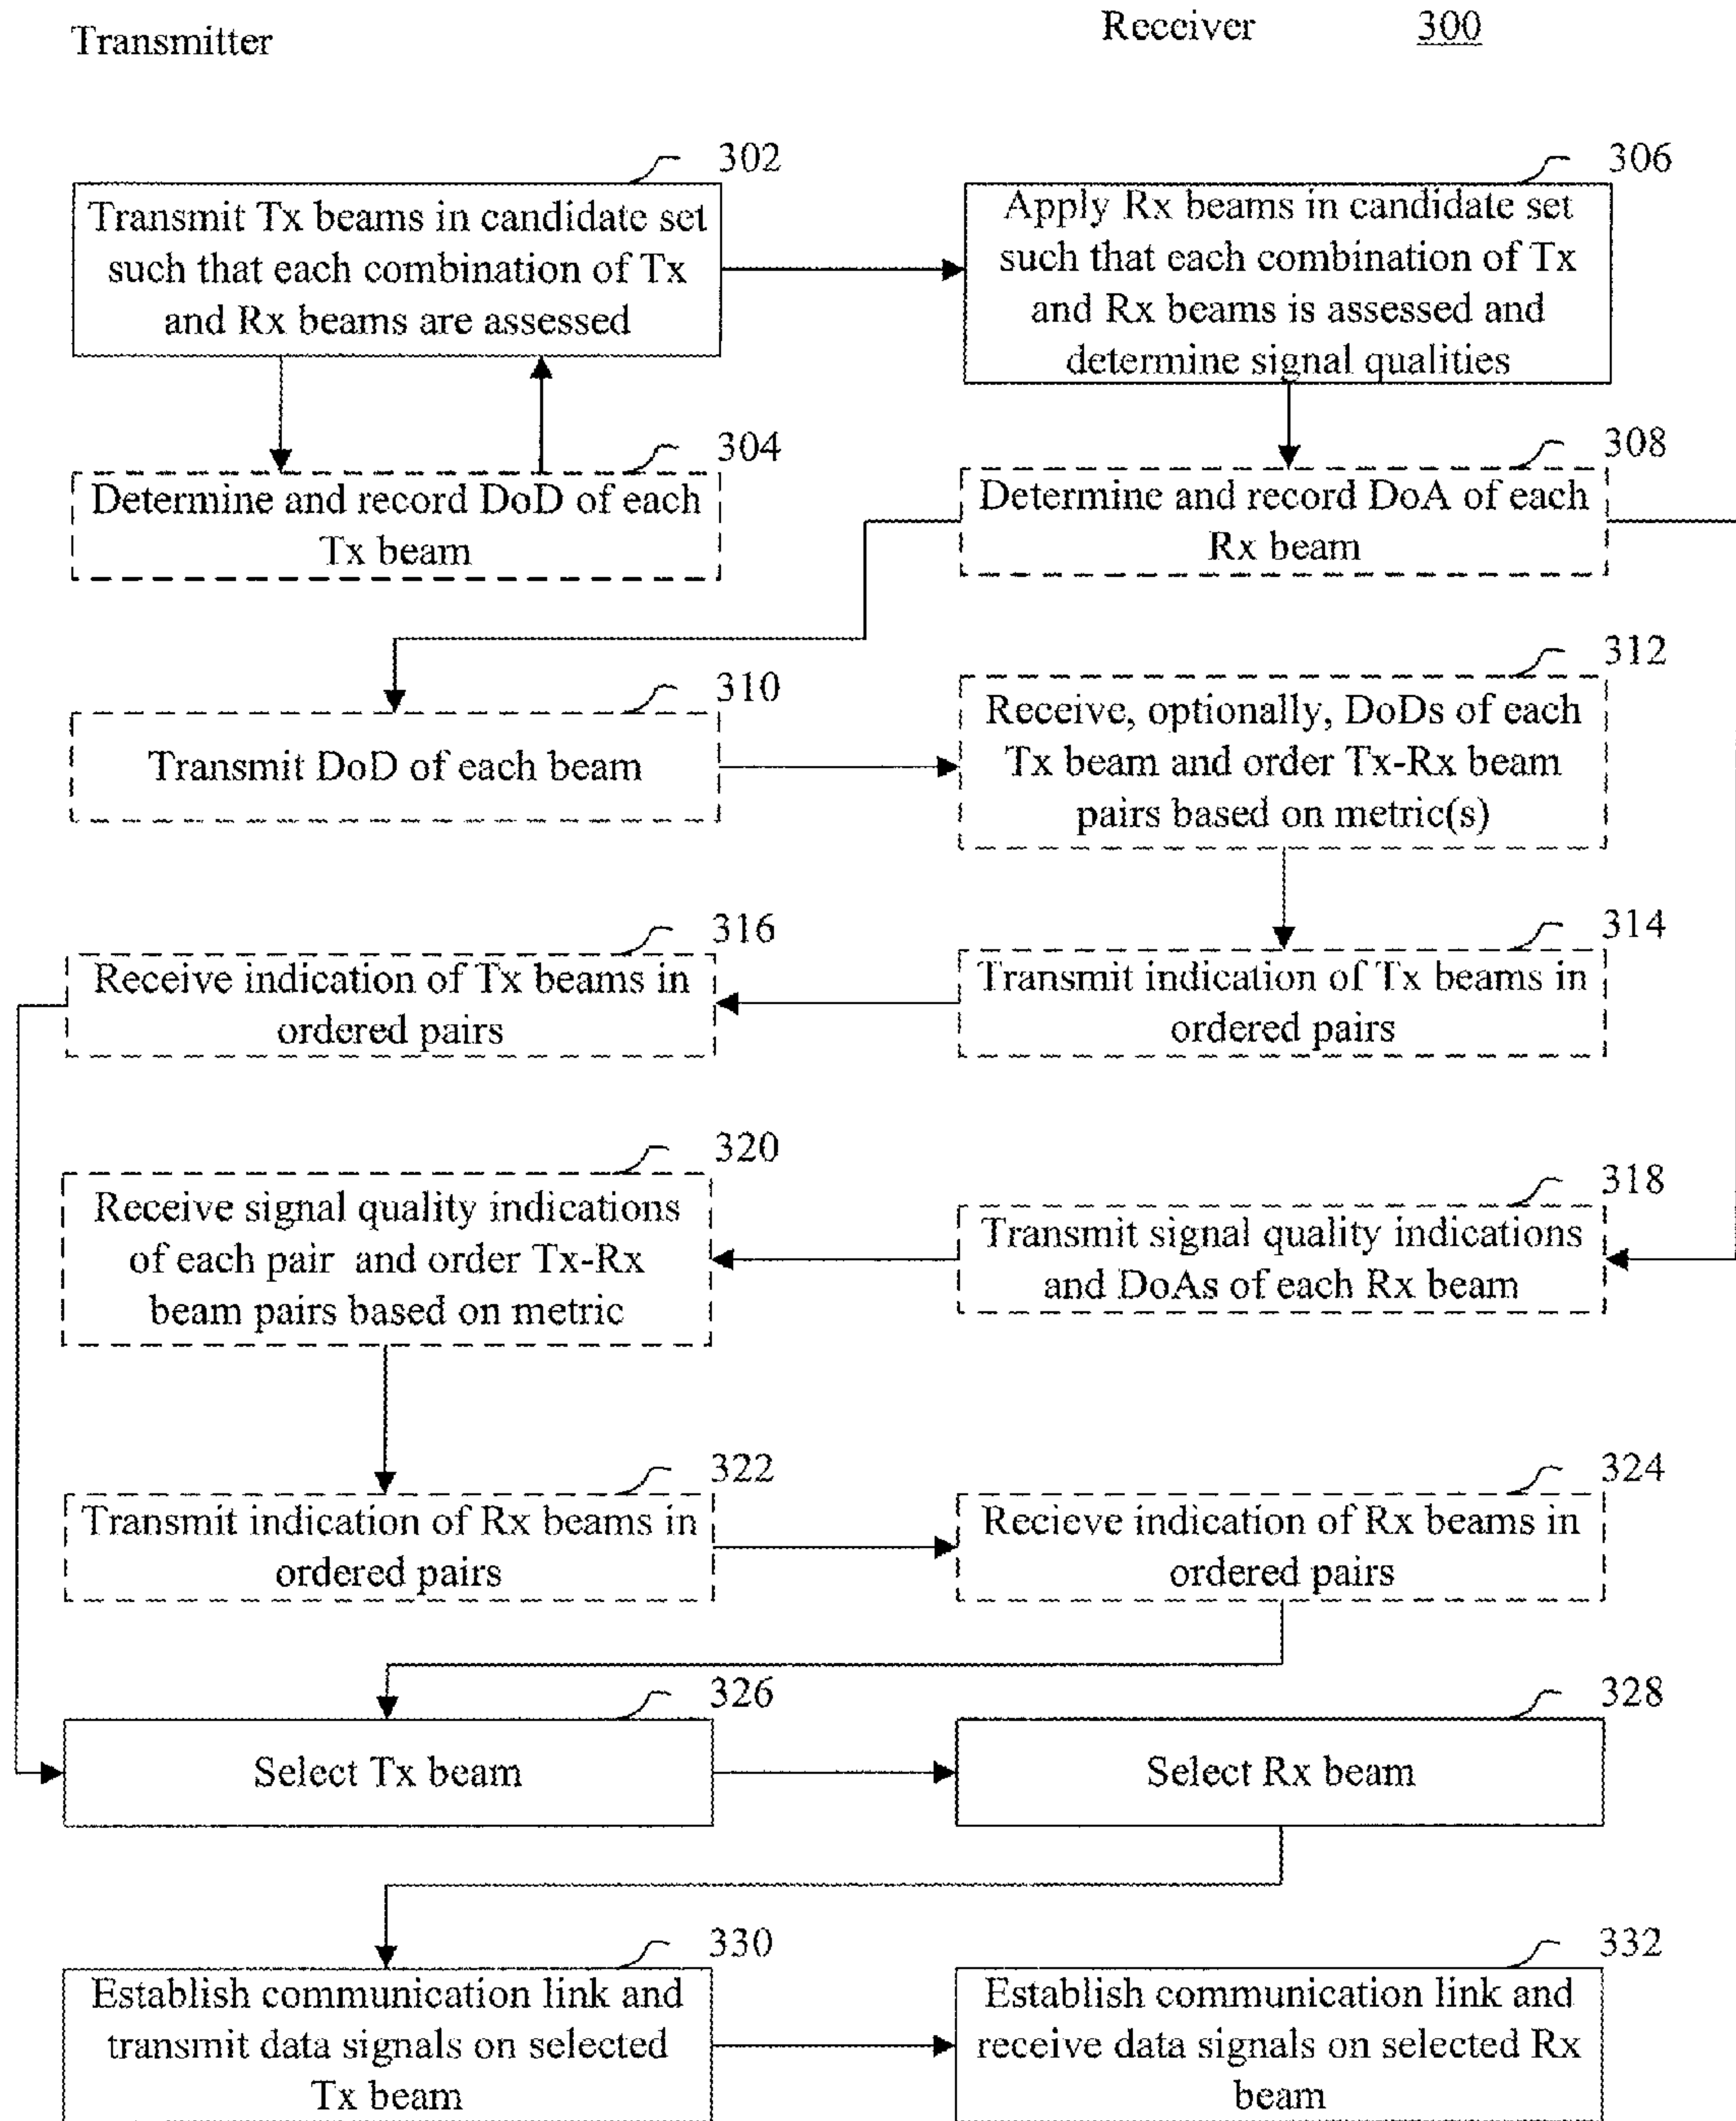 Transmitter
Receiver
300
302
Transmit Tx beams in candidate set
such that each combination of Tx
and Rx beams are assessed
306
Apply Rx beams in candidate set
such that each combination of Tx
and Rx beams is assessed and
determine signal qualities
304
Determine and record DoD of each
Tx beam
308
Determine and record DoA of each
Rx beam
310
Transmit DoD of each beam
312
Receive, optionally, DoDs of each
Tx beam and order Tx-Rx beam
pairs based on metric(s)
316
Receive indication of Tx beams in
ordered pairs
314
Transmit indication of Tx beams in
ordered pairs
320
Receive signal quality indications
of each pair and order Tx-Rx
beam pairs based on metric
318
Transmit signal quality indications
and DoAs of each Rx beam
322
Transmit indication of Rx beams in
ordered pairs
324
Recieve indication of Rx beams in
ordered pairs
326
Select Tx beam
328
Select Rx beam
330
Establish communication link and
transmit data signals on selected
Tx beam
332
Establish communication link and
receive data signals on selected Rx
beam